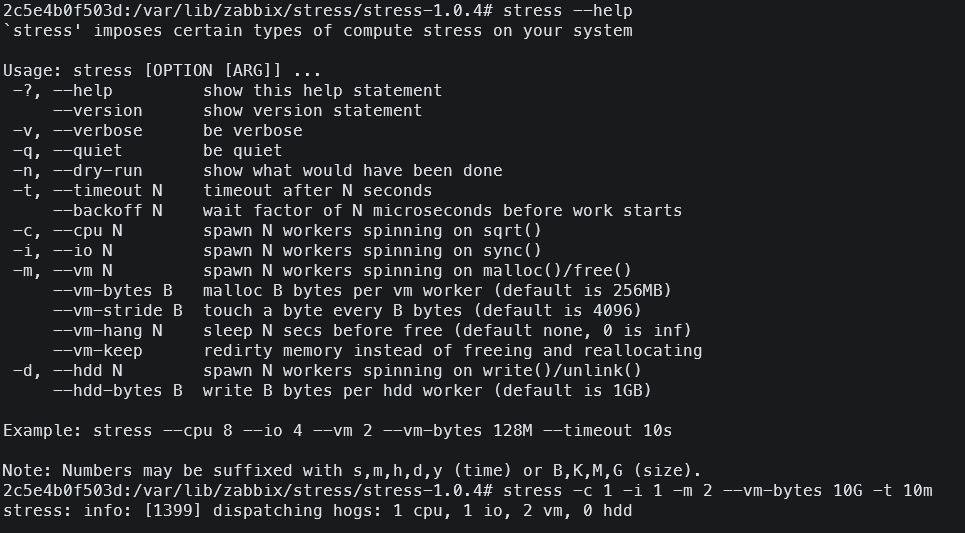 2c5e4b0f503d:/var/lib/zabbix/stress/stress-1.0.4# stress --help
`stress' imposes certain types of compute stress on your system

Usage: stress [OPTION [ARG]] ...
 -?, --help         show this help statement
     --version      show version statement
 -v, --verbose      be verbose
 -q, --quiet        be quiet
 -n, --dry-run      show what would have been done
 -t, --timeout N    timeout after N seconds
     --backoff N    wait factor of N microseconds before work starts
 -c, --cpu N        spawn N workers spinning on sqrt()
 -i, --io N         spawn N workers spinning on sync()
 -m, --vm N         spawn N workers spinning on malloc()/free()
     --vm-bytes B   malloc B bytes per vm worker (default is 256MB)
     --vm-stride B  touch a byte every B bytes (default is 4096)
     --vm-hang N    sleep N secs before free (default none, 0 is inf)
     --vm-keep      redirty memory instead of freeing and reallocating
 -d, --hdd N        spawn N workers spinning on write()/unlink()
     --hdd-bytes B  write B bytes per hdd worker (default is 1GB)

Example: stress --cpu 8 --io 4 --vm 2 --vm-bytes 128M --timeout 10s

Note: Numbers may be suffixed with s,m,h,d,y (time) or B,K,M,G (size).
2c5e4b0f503d:/var/lib/zabbix/stress/stress-1.0.4# stress -c 1 -i 1 -m 2 --vm-bytes 10G -t 10m
stress: info: [1399] dispatching hogs: 1 cpu, 1 io, 2 vm, 0 hdd